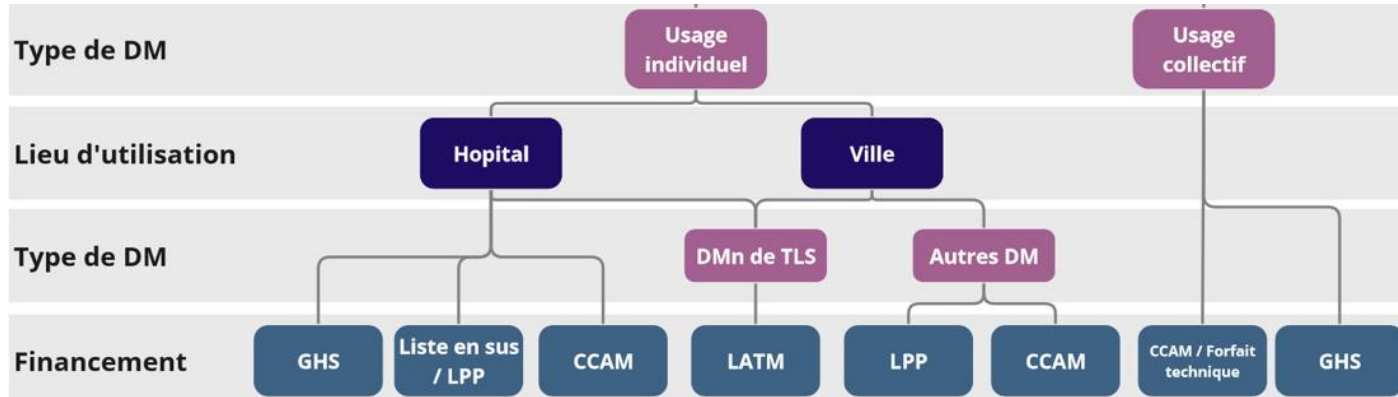 Type de DM
Usage
individuel
Usage
collectif
Lieu d'utilisation
Hopital
Ville
Type de DM
DMn de TLS
Autres DM
Financement
GHS
Liste en sus
/ LPP
CCAM
LATM
LPP
CCAM
CCAM / Forfait
technique
GHS